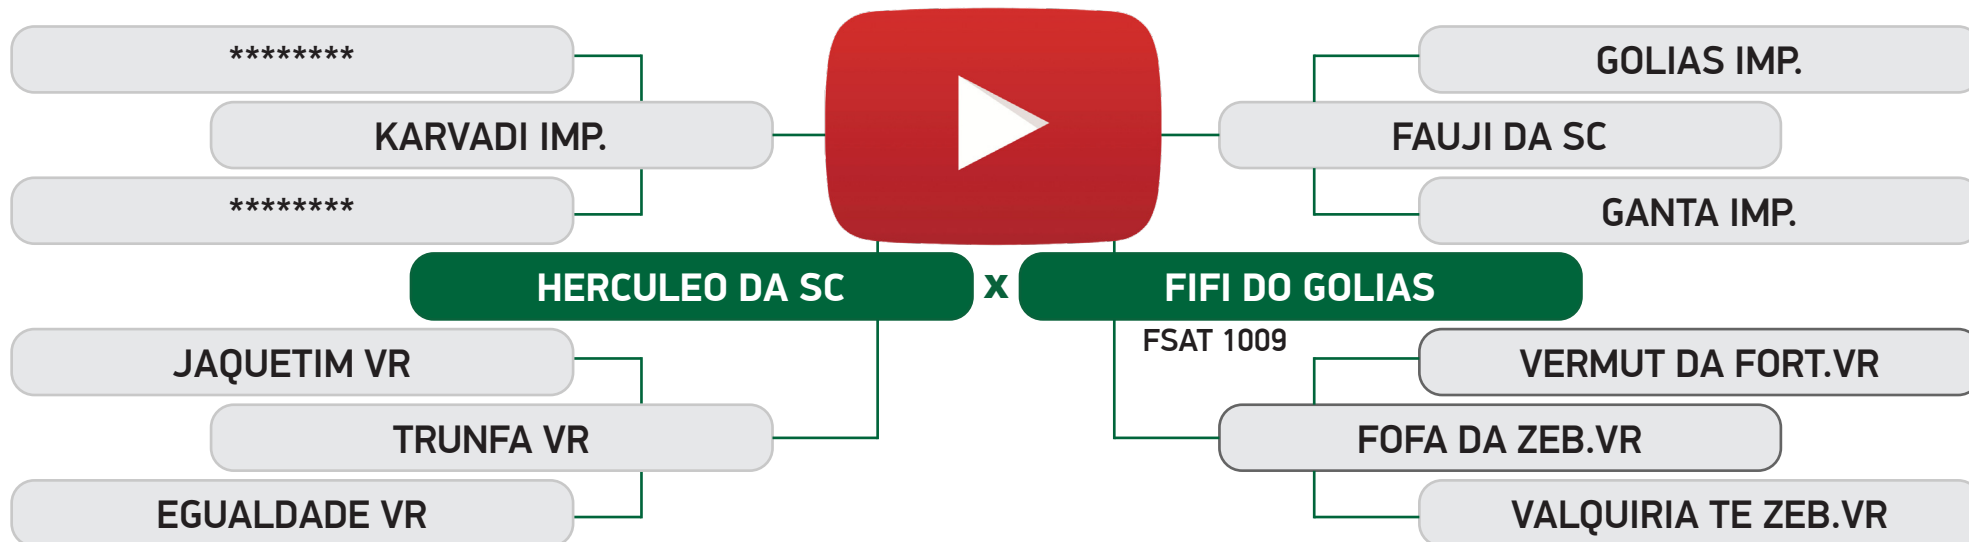 ********
GOLIAS IMP.
KARVADI IMP.
FAUJI DA SC
********
GANTA IMP.
HERCULEO DA SC x FIFI DO GOLIAS
FSAT 1009
JAQUETIM VR
VERMUT DA FORT.VR
TRUNFA VR
FOFA DA ZEB.VR
EGUALDADE VR
VALQUIRIA TE ZEB.VR